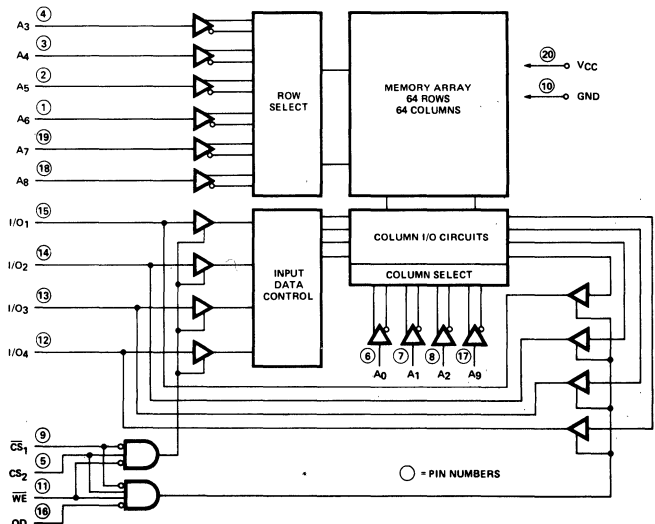 A3 4
A4 3
A5 2
A6 1
A7 19
A8 18
ROW
SELECT
MEMORY ARRAY
64 ROWS
64 COLUMNS
20 VCC
10 GND
I/O1 15
I/O2 14
I/O3 13
I/O4 12
INPUT
DATA
CONTROL
COLUMN I/O CIRCUITS
COLUMN SELECT
6 7 8 17
A0 A1 A2 A9
C̅S̅1 9
CS2 5
W̅E̅ 11
OD 16
= PIN NUMBERS